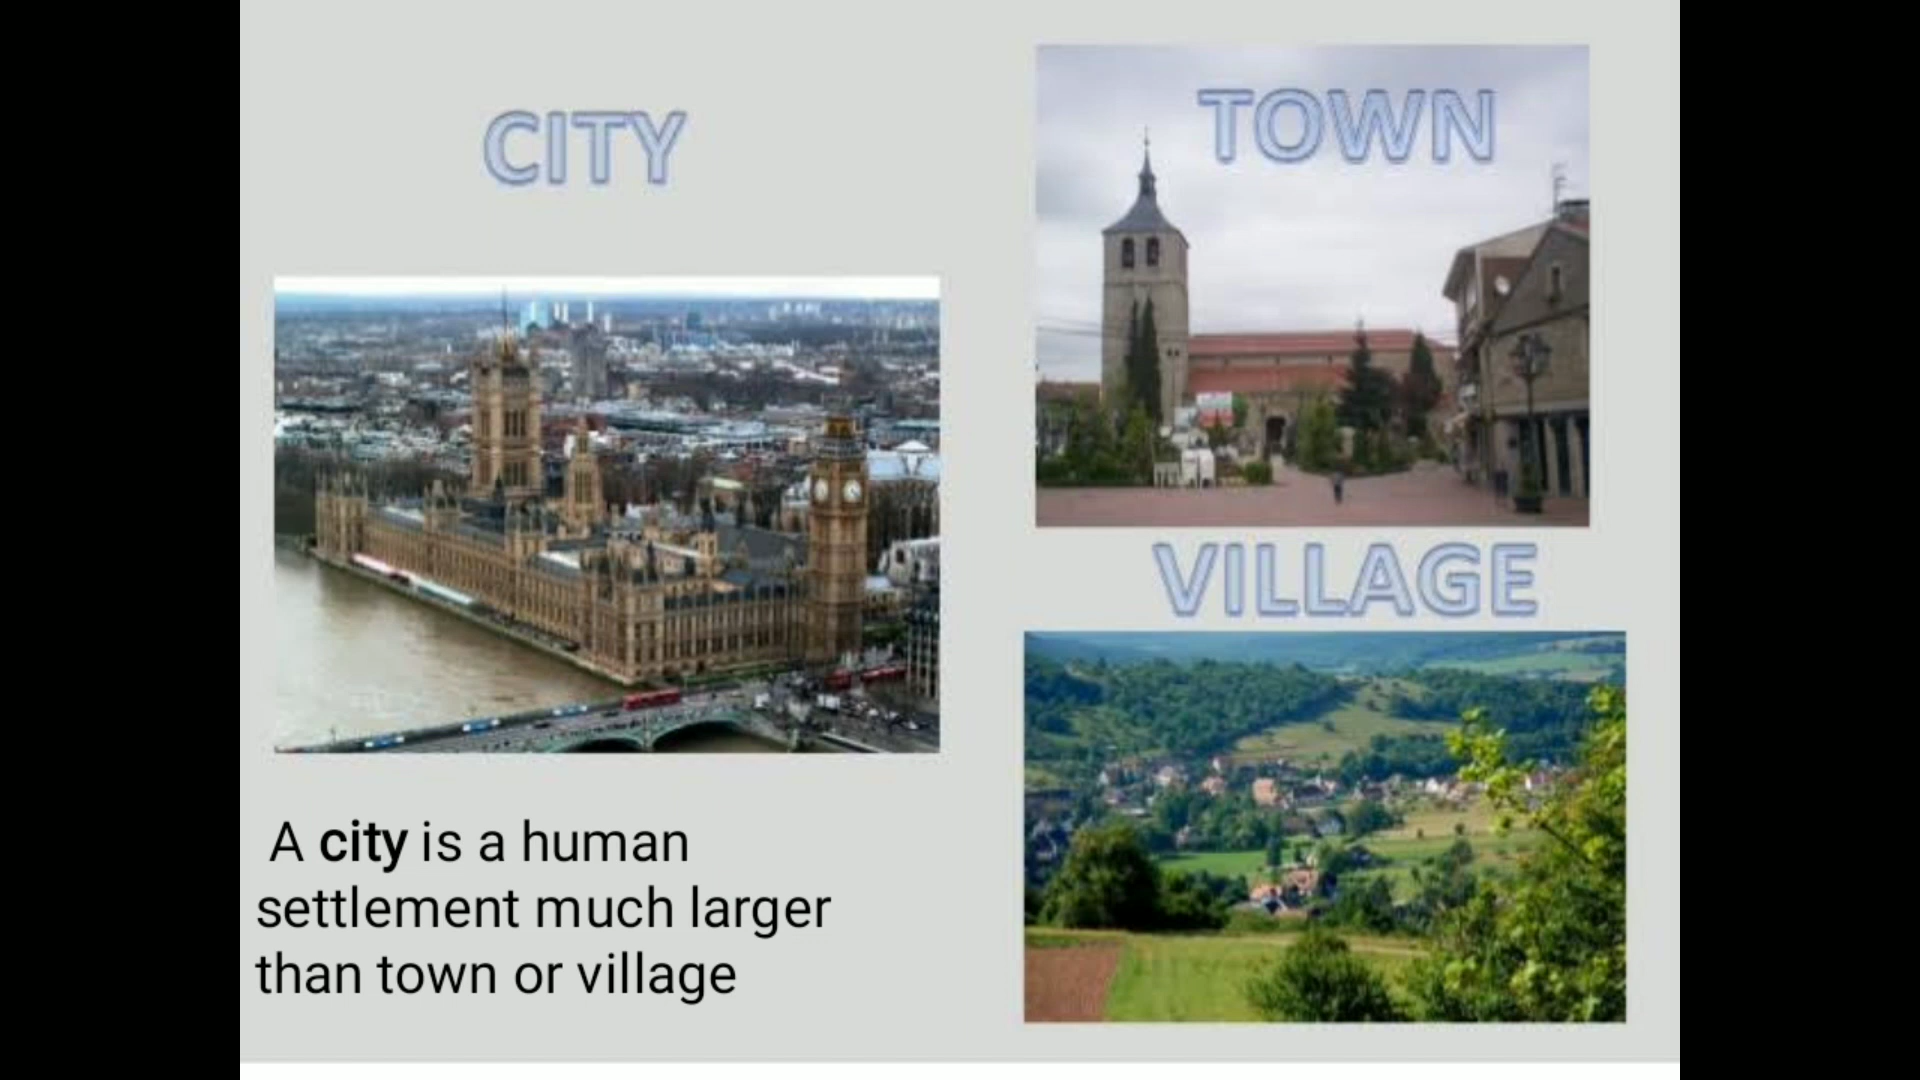 CITY
TOWN
VILLAGE
A city is a human
settlement much larger
than town or village